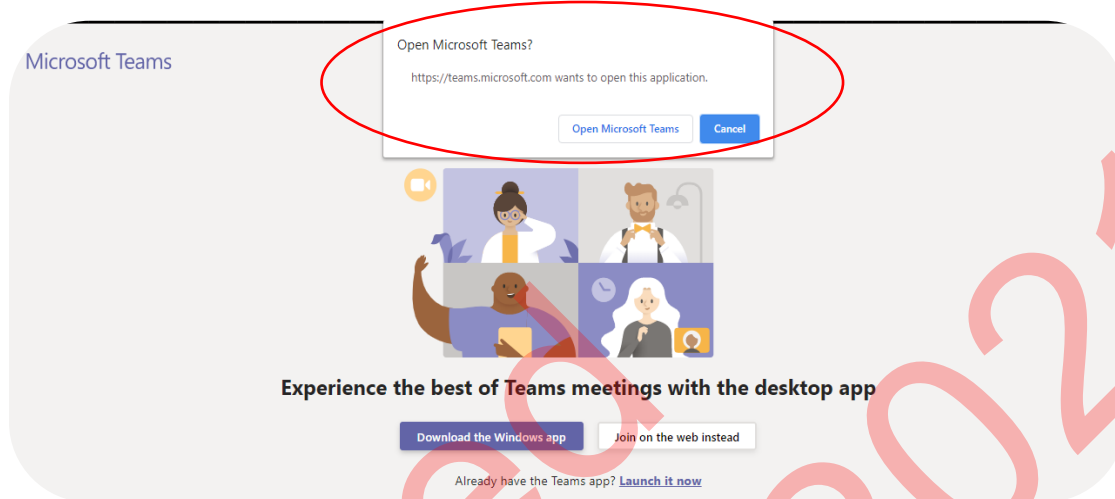 Open Microsoft Teams?
Microsoft Teams
https://teams.microsoft.com wants to open this application.
Open Microsoft Teams Cancel
Experience the best of Teams meetings with the desktop app
Download the Windows app Join on the web instead
Already have the Teams app? Launch it now